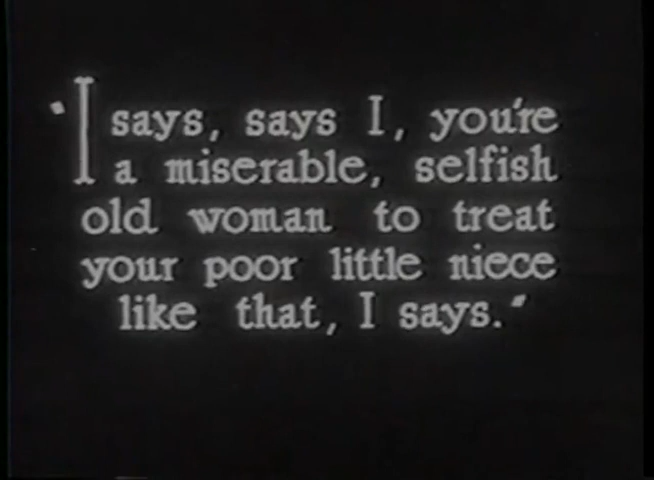 "I says, says I, you're
a miserable, selfish
old woman to treat
your poor little niece
like that, I says."